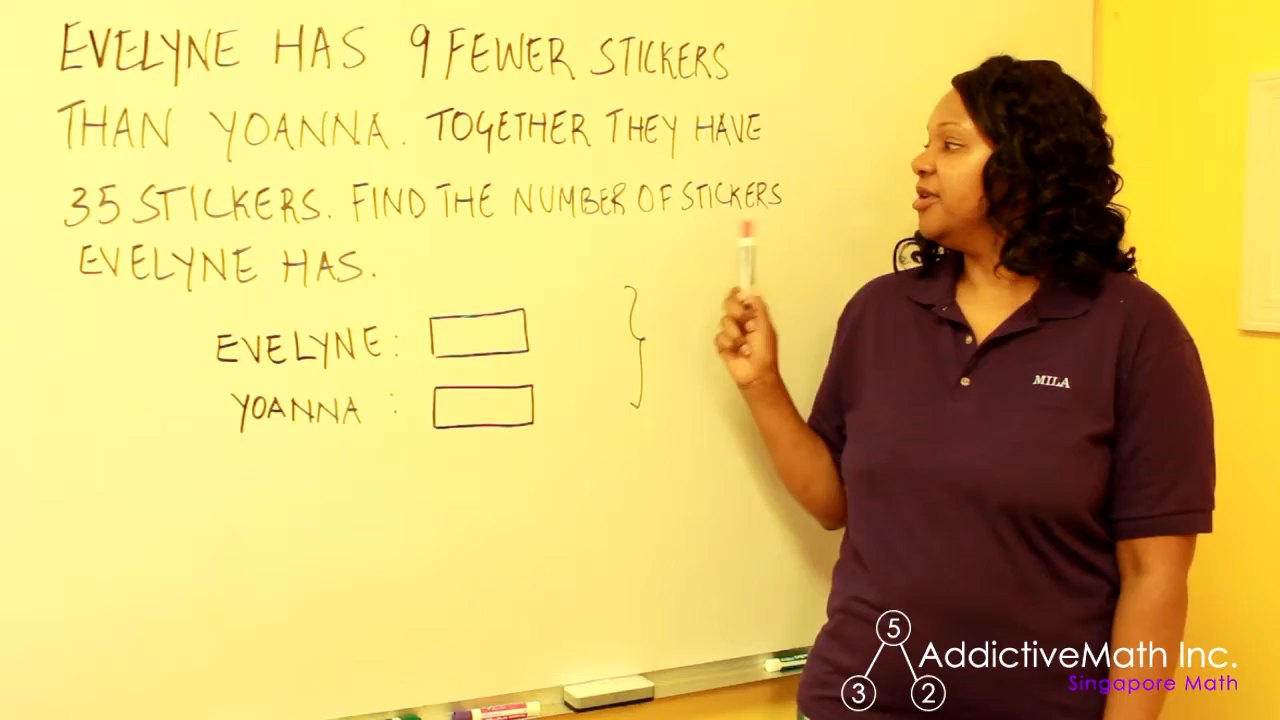 EVELYNE HAS 9 FEWER STICKERS
THAN YOANNA. TOGETHER THEY HAVE
35 STICKERS. FIND THE NUMBER OF STICKERS
EVELYNE HAS.
EVELYNE:
YOANNA :
MILA
5
3 2
AddictiveMath Inc.
Singapore Math